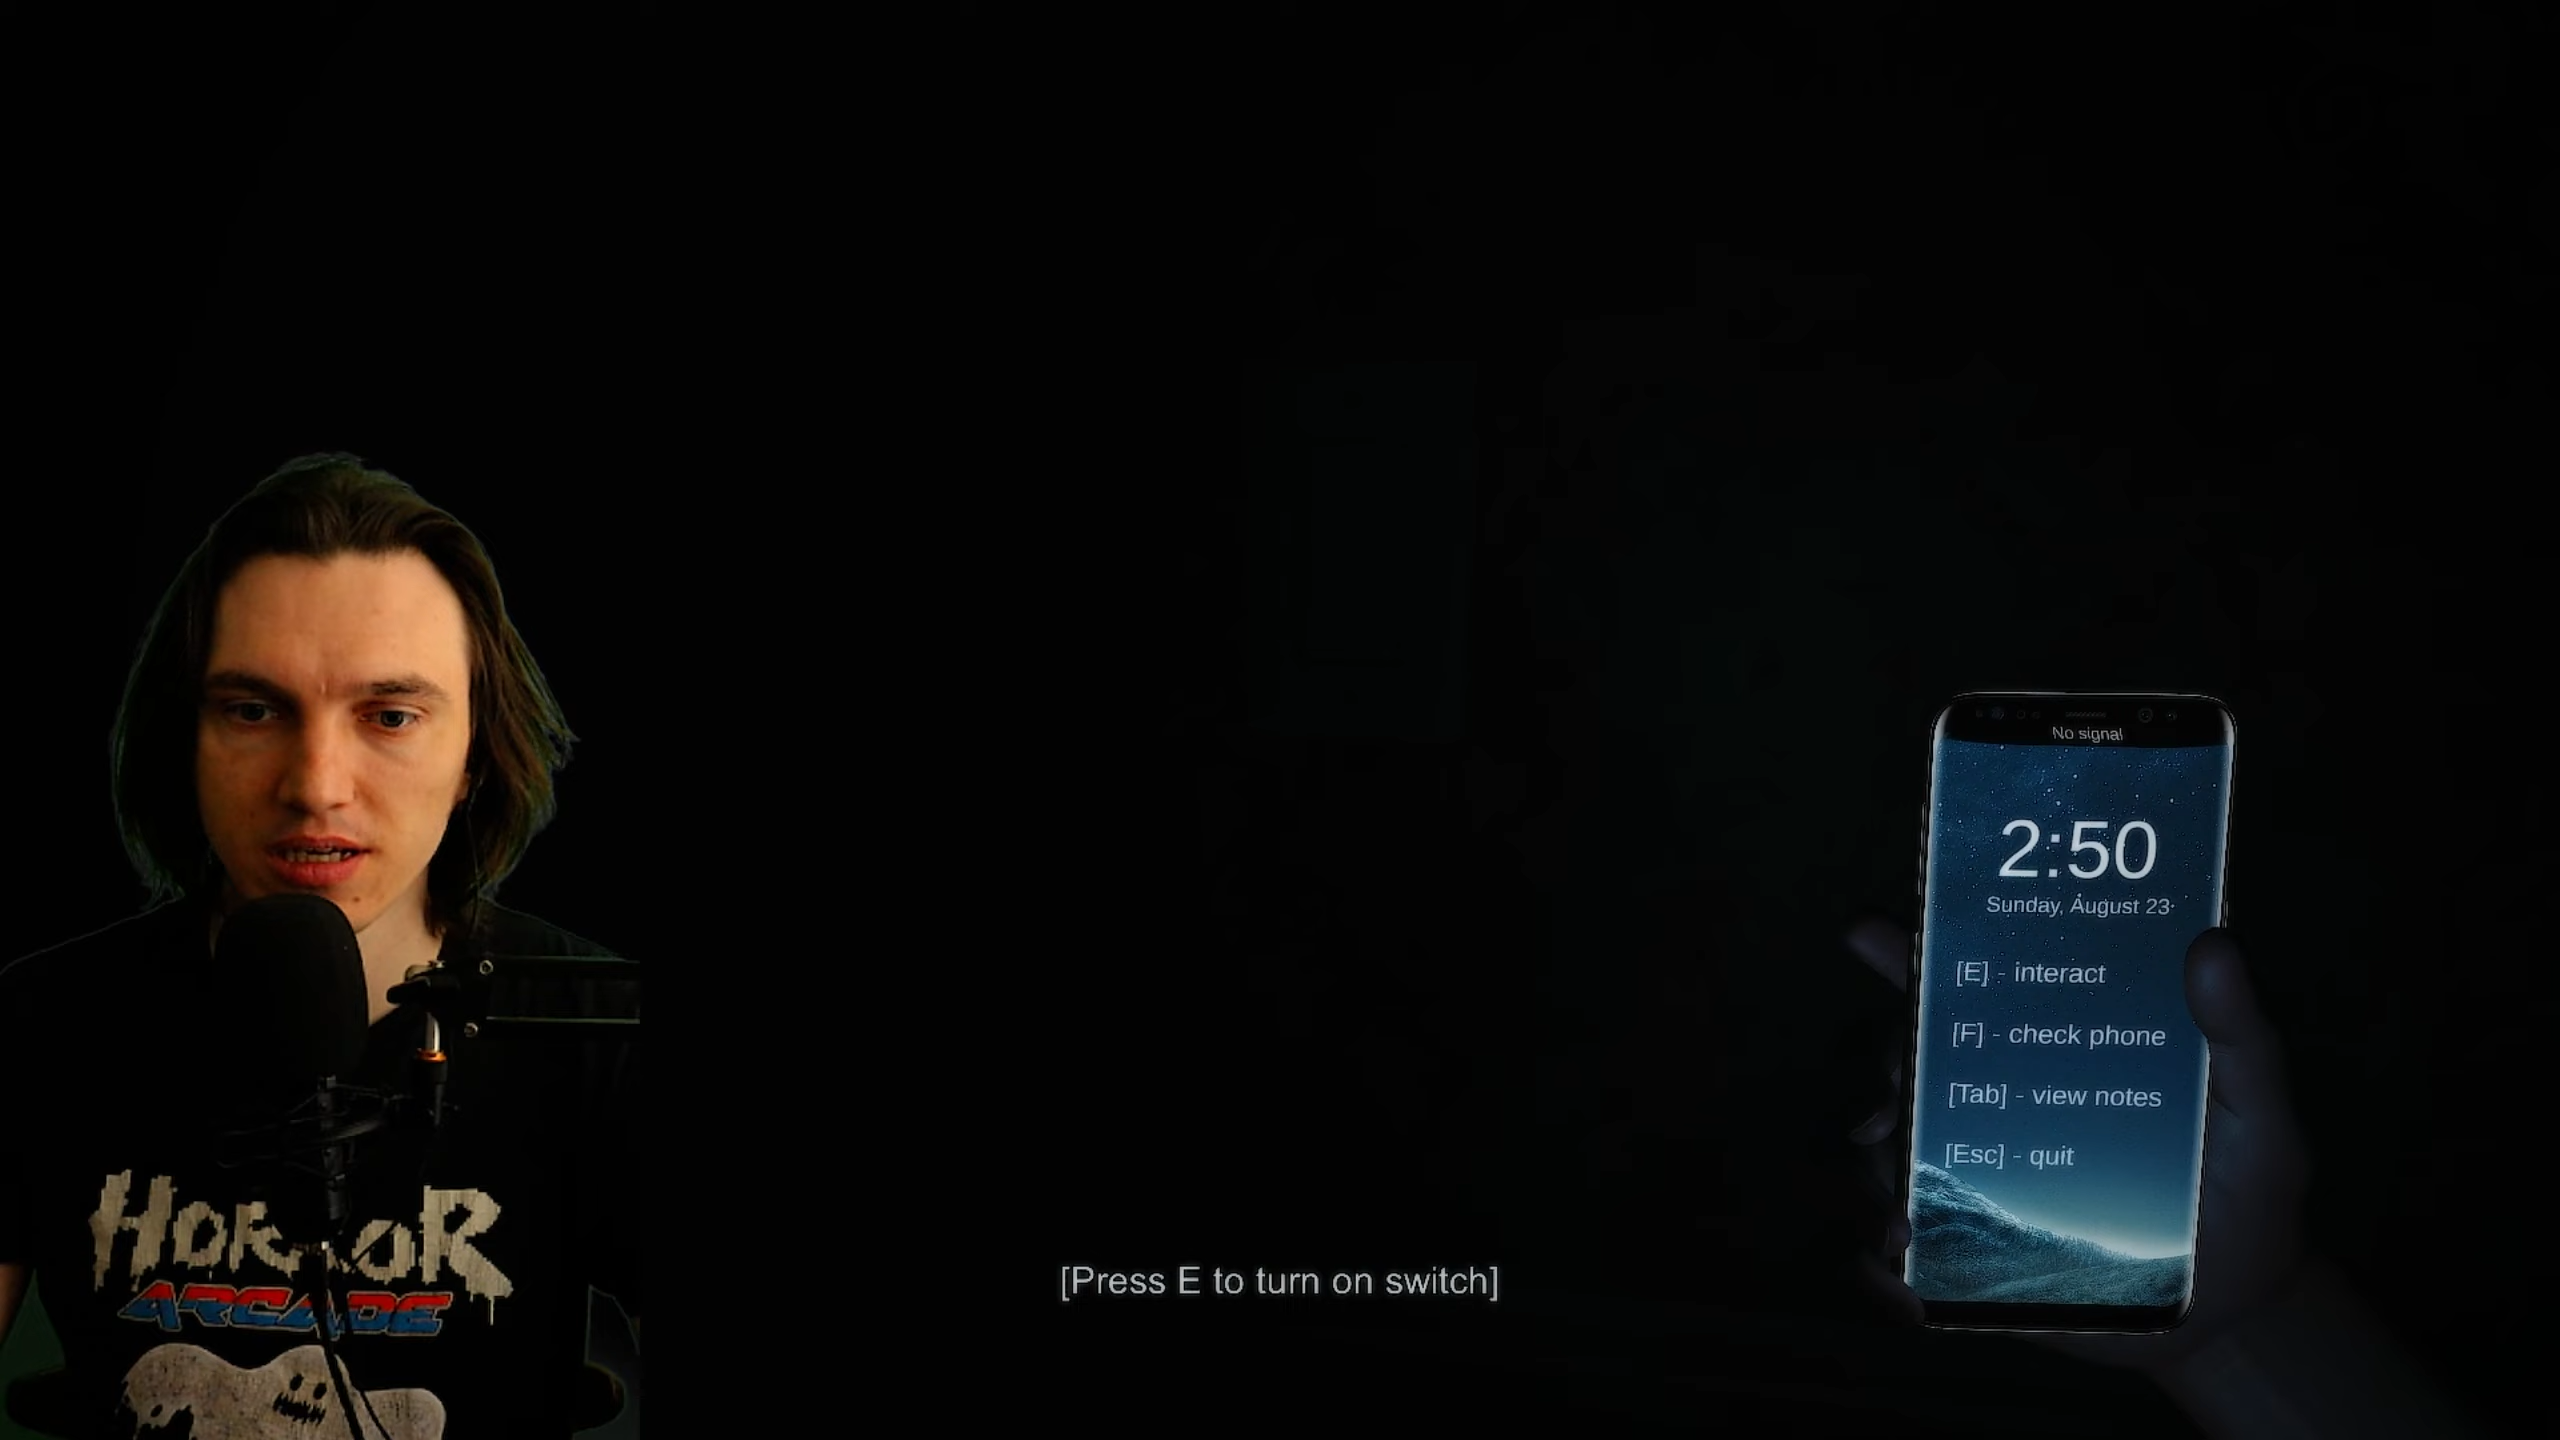 No signal
2:50
Sunday, August 23
[E] - interact
[F] - check phone
[Tab] - view notes
[Esc] - quit
[Press E to turn on switch]
HORROR
ARCADE